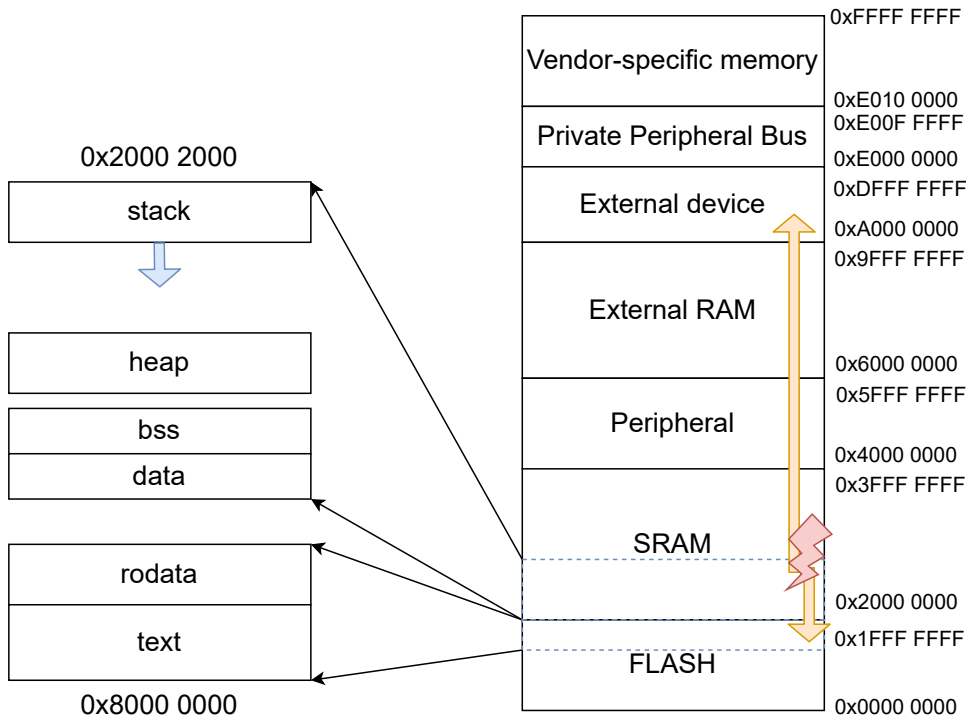 0x2000 2000
stack
heap
bss
data
rodata
text
0x8000 0000
0xFFFF FFFF
Vendor-specific memory
0xE010 0000
0xE00F FFFF
Private Peripheral Bus
0xE000 0000
0xDFFF FFFF
External device
0xA000 0000
0x9FFF FFFF
External RAM
0x6000 0000
0x5FFF FFFF
Peripheral
0x4000 0000
0x3FFF FFFF
SRAM
0x2000 0000
0x1FFF FFFF
FLASH
0x0000 0000